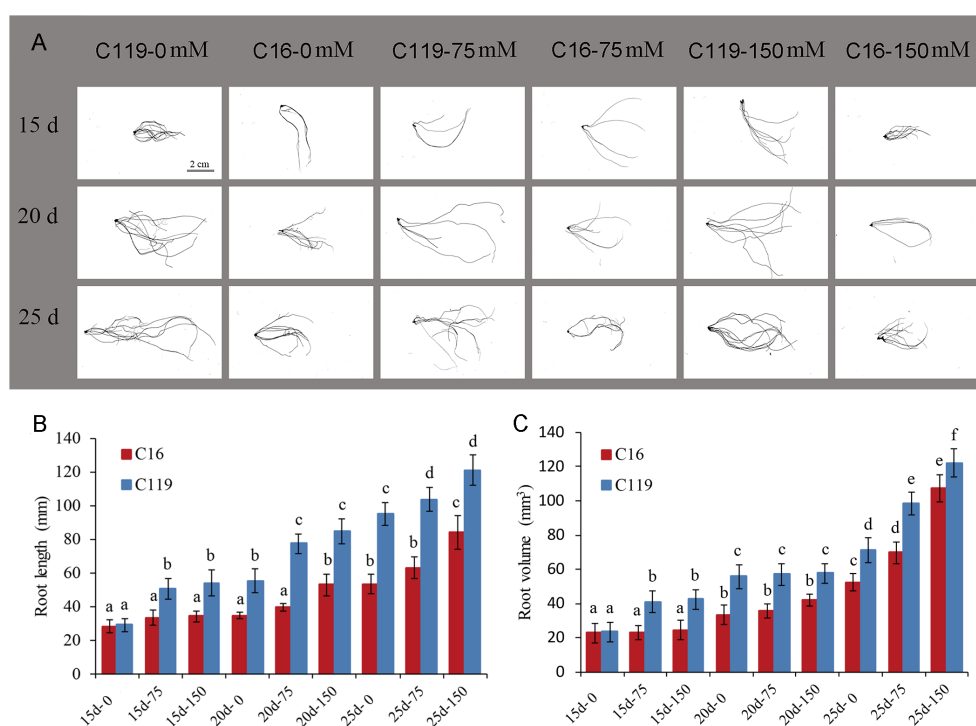 A
C119-0 mM C16-0 mM C119-75 mM C16-75 mM C119-150 mM C16-150 mM
15 d
2 cm
20 d
25 d
B
Root length (mm)
140
120
100
80
60
40
20
0
C16
C119
a a a b a b a b a c b c b c b d c d
15d- 0 15d-75 15d-150 20d- 0 20d-75 20d-150 25d- 0 25d-75 25d-150
C
Root volume (mm³)
140
120
100
80
60
40
20
0
C16
C119
a a a b a b b c b c b c c d d e e f
15d- 0 15d-75 15d-150 20d- 0 20d-75 20d-150 25d- 0 25d-75 25d-150